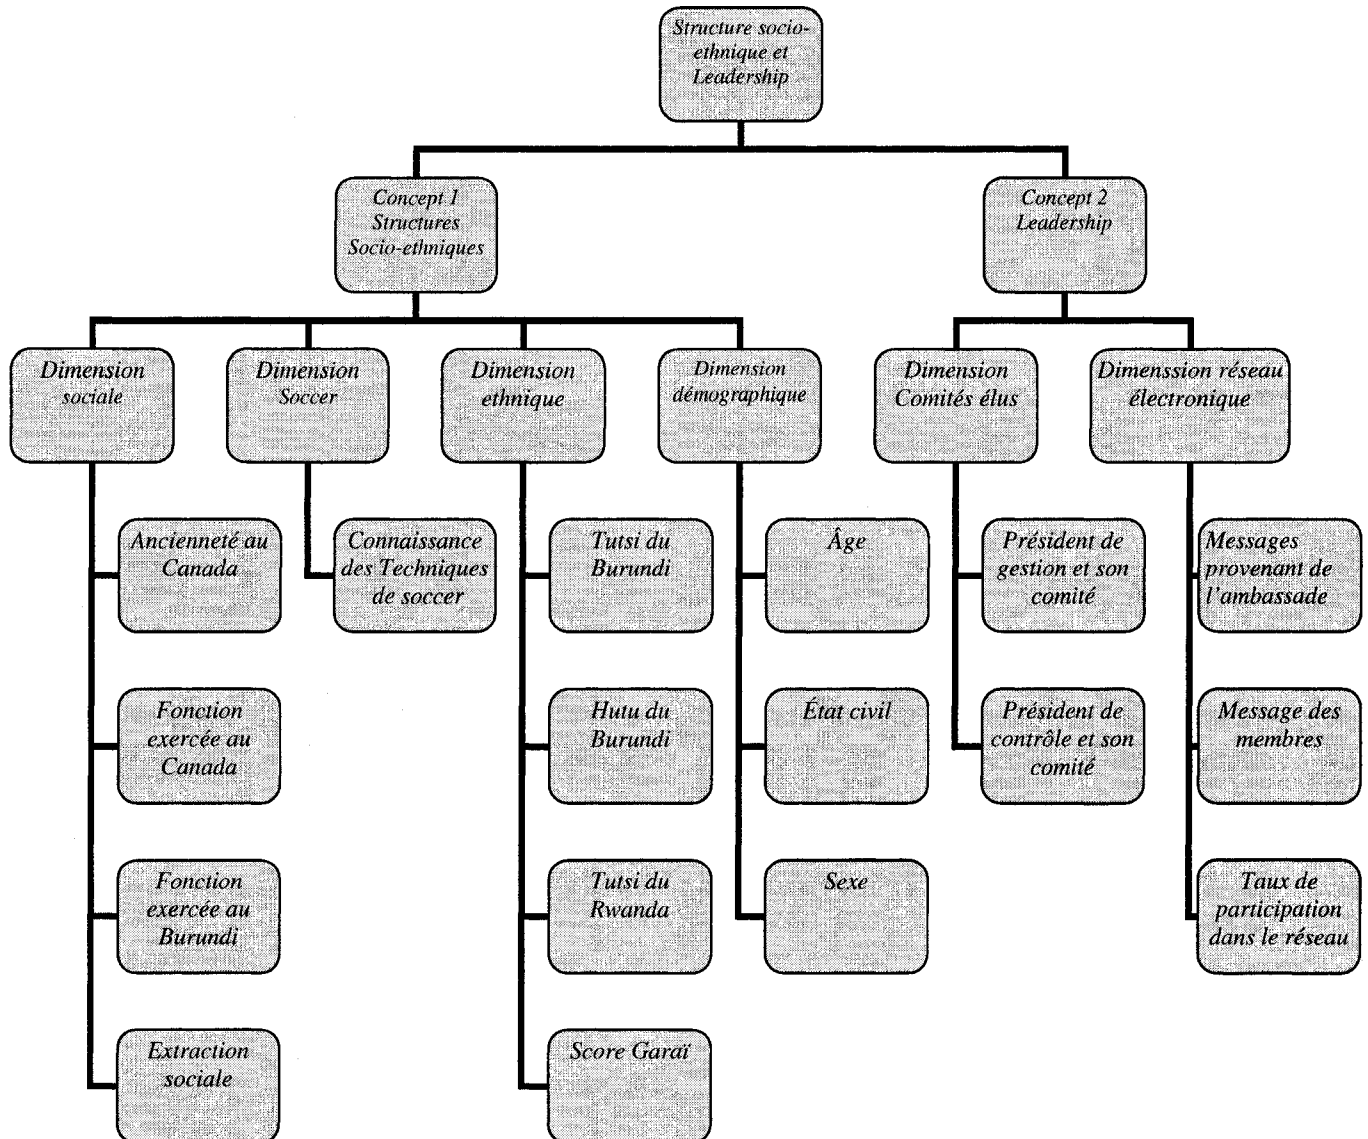 Structure socio-
ethnique et
Leadership
Concept 1
Structures
Socio-ethniques
Concept 2
Leadership
Dimension
sociale
Dimension
Soccer
Dimension
ethnique
Dimension
démographique
Dimension
Comités élus
Dimenssion réseau
électronique
Ancienneté au
Canada
Connaissance
des Techniques
de soccer
Tutsi du
Burundi
Âge
Président de
gestion et son
comité
Messages
provenant de
l'ambassade
Fonction
exercée au
Canada
Hutu du
Burundi
État civil
Président de
contrôle et son
comité
Message des
membres
Fonction
exercée au
Burundi
Tutsi du
Rwanda
Sexe
Taux de
participation
dans le réseau
Extraction
sociale
Score Garaï